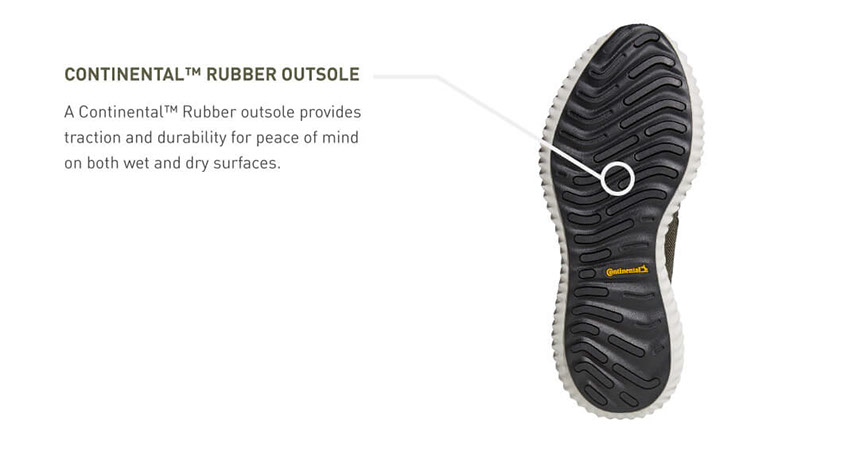 CONTINENTAL™ RUBBER OUTSOLE
A Continental™ Rubber outsole provides
traction and durability for peace of mind
on both wet and dry surfaces.
Continental